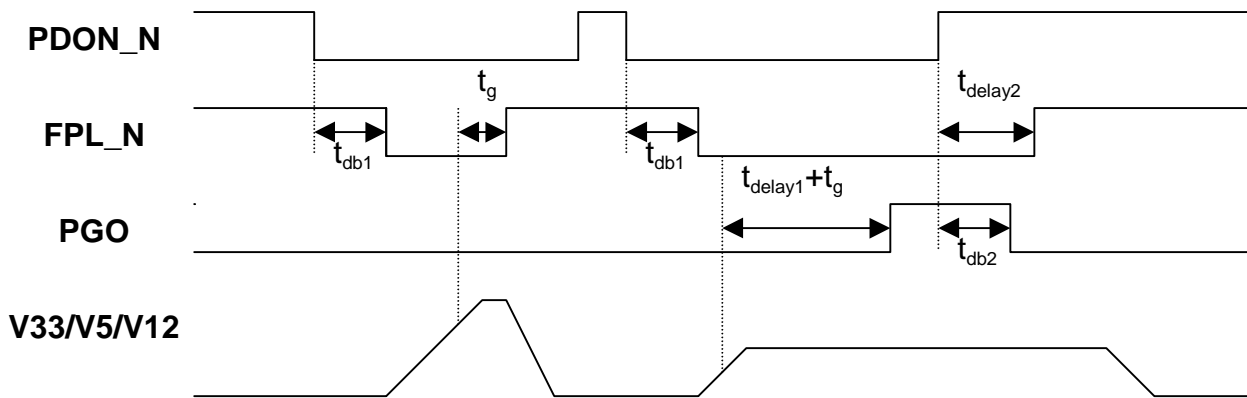 PDON_N
t_g
t_delay2
FPL_N
t_db1
t_db1
t_delay1+t_g
PGO
t_db2
V33/V5/V12